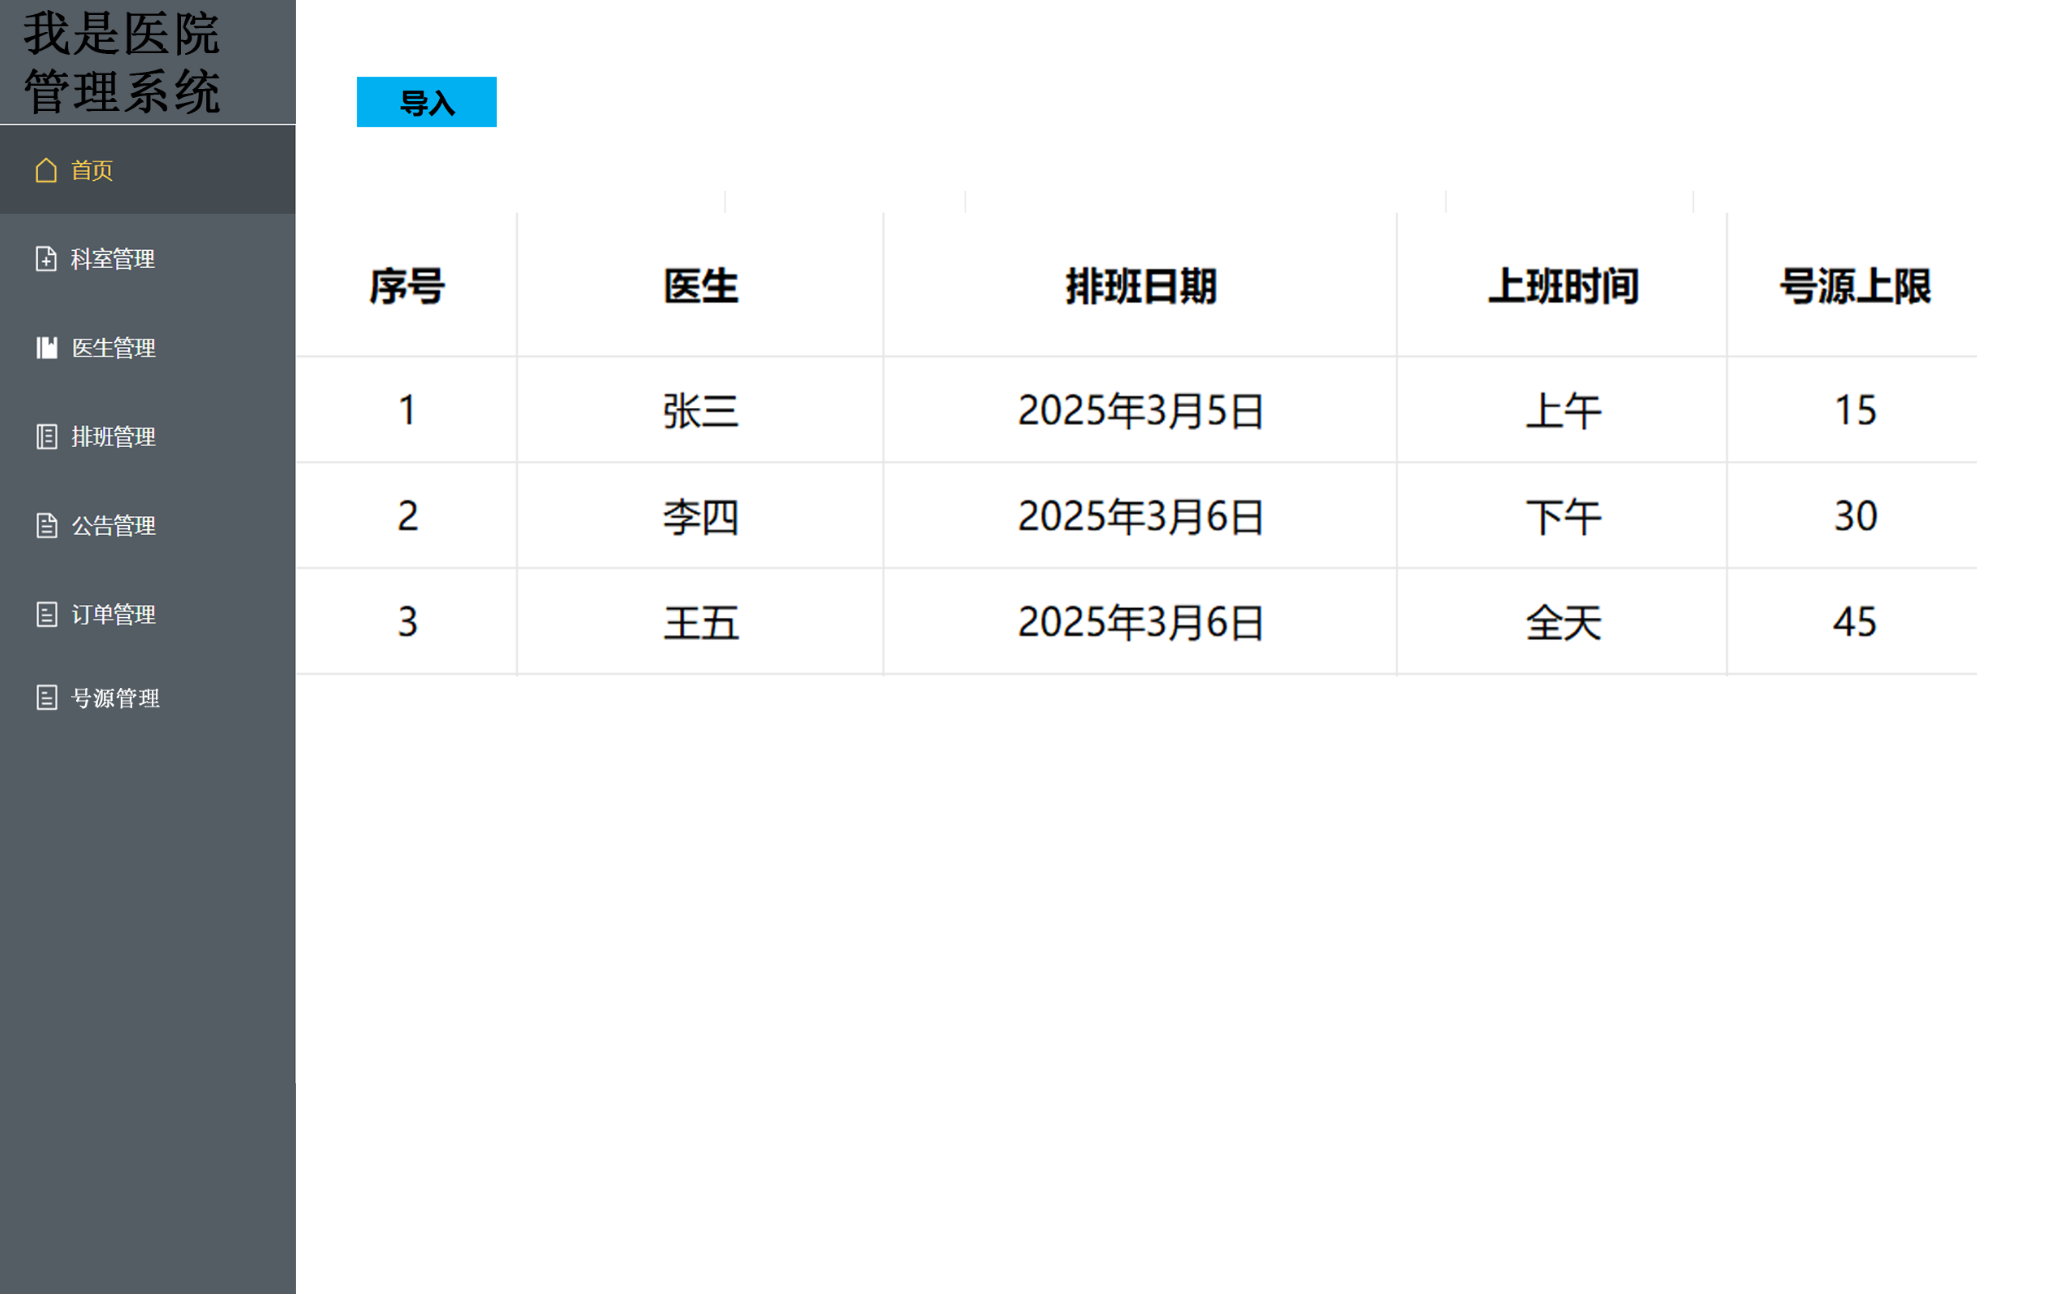 我是医院
管理系统
首页
科室管理
医生管理
排班管理
公告管理
订单管理
号源管理
导入
序号 医生 排班日期 上班时间 号源上限
1 张三 2025年3月5日 上午 15
2 李四 2025年3月6日 下午 30
3 王五 2025年3月6日 全天 45